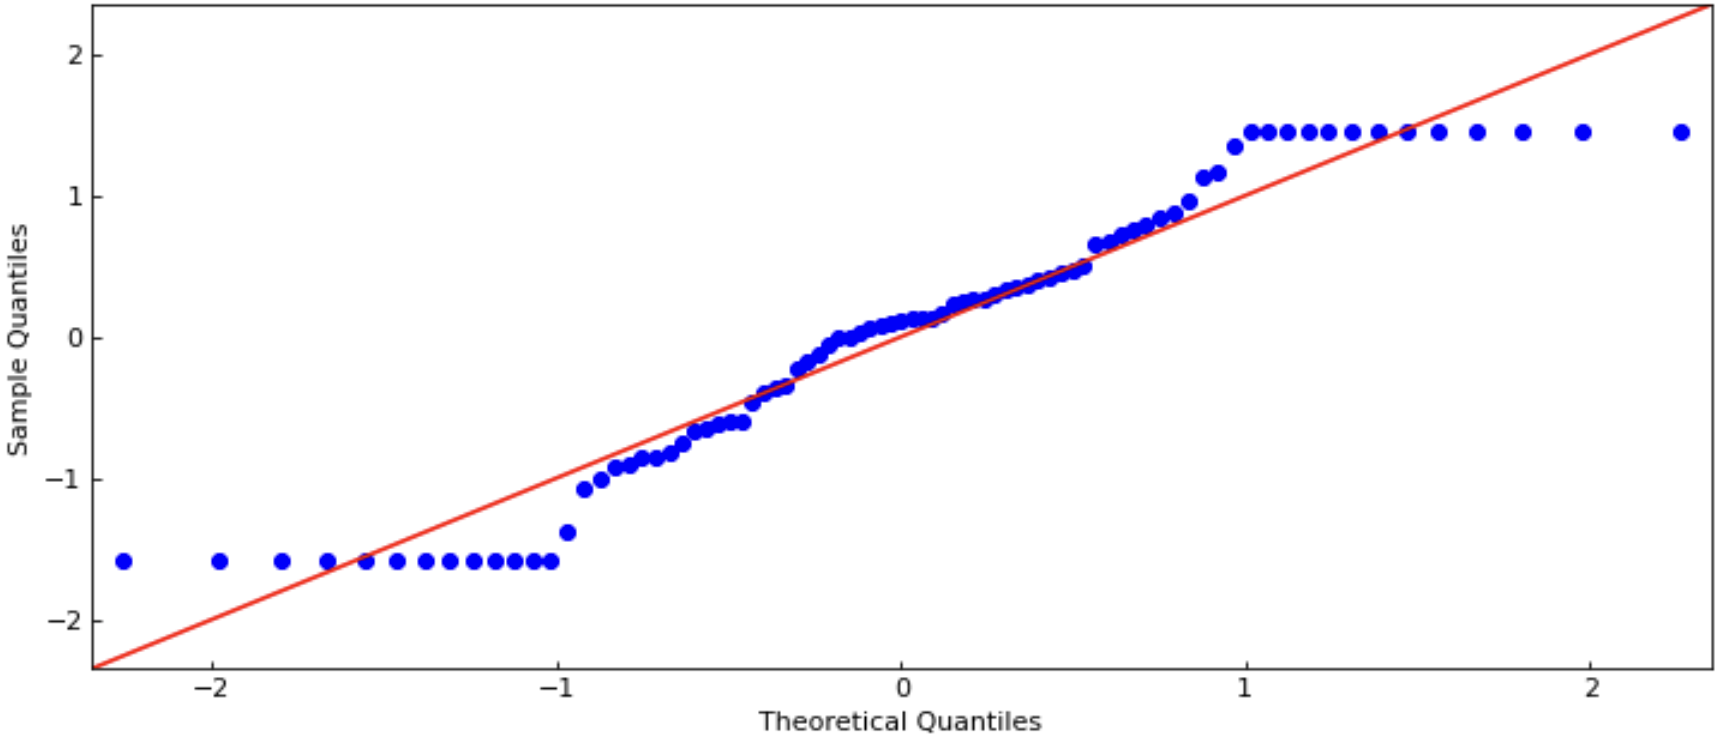 2
1
0
−1
−2
Sample Quantiles
−2 −1 0 1 2
Theoretical Quantiles